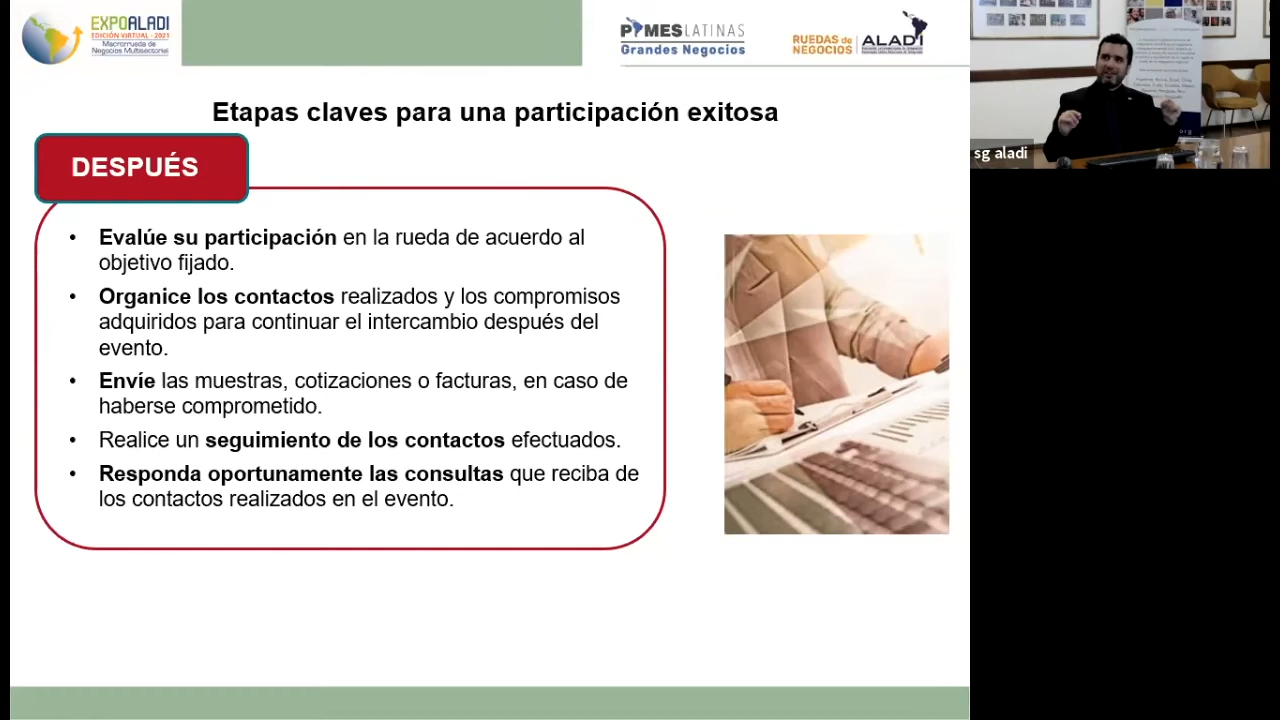 EXPOALADI
EDICIÓN VIRTUAL - 2021
Macrorrueda de
Negocios Multisectorial
PYMESLATINAS
Grandes Negocios
RUEDAS de
NEGOCIOS
ALADI
Etapas claves para una participación exitosa
DESPUÉS
• Evalúe su participación en la rueda de acuerdo al
objetivo fijado.
• Organice los contactos realizados y los compromisos
adquiridos para continuar el intercambio después del
evento.
• Envíe las muestras, cotizaciones o facturas, en caso de
haberse comprometido.
• Realice un seguimiento de los contactos efectuados.
• Responda oportunamente las consultas que reciba de
los contactos realizados en el evento.
sg aladi